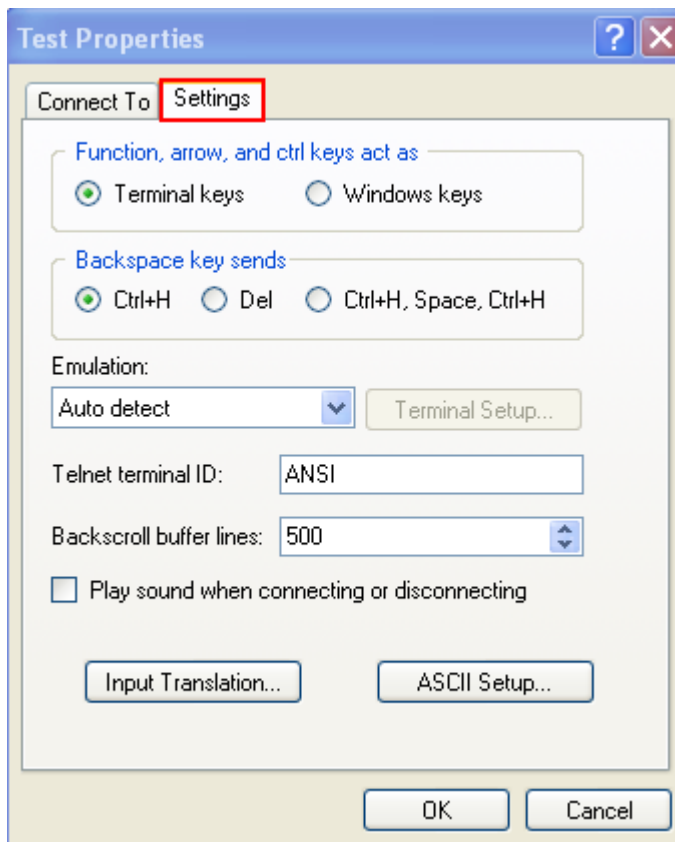 Test Properties
Connect To Settings
Function, arrow, and ctrl keys act as
Terminal keys Windows keys
Backspace key sends
Ctrl+H Del Ctrl+H, Space, Ctrl+H
Emulation:
Auto detect Terminal Setup...
Telnet terminal ID: ANSI
Backscroll buffer lines: 500
Play sound when connecting or disconnecting
Input Translation... ASCII Setup...
OK Cancel